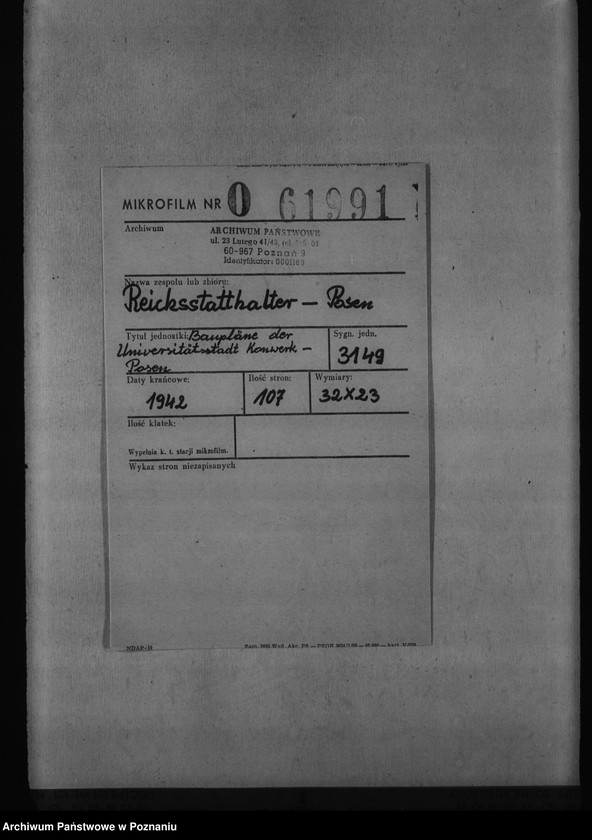 MIKROFILM NR 0 61991
Archiwum
ARCHIWUM PAŃSTWOWE
ul. 23 Lutego 41/43,
60-967 Poznań 9
Identyfikator: 0001183
Nazwa zespołu lub zbioru:
Reichsstatthalter – Posen
Tytuł jednostki: Baupläne der
Universitätsstadt Konwerk –
Posen
Sygn. jedn.
3149
Daty krańcowe:
1942
Ilość stron:
107
Wymiary:
32x23
Ilość klatek:
Wypełnia k. t. stacji mikrofilm.
Wykaz stron niezapisanych
NDAP-
Archiwum Państwowe w Poznaniu